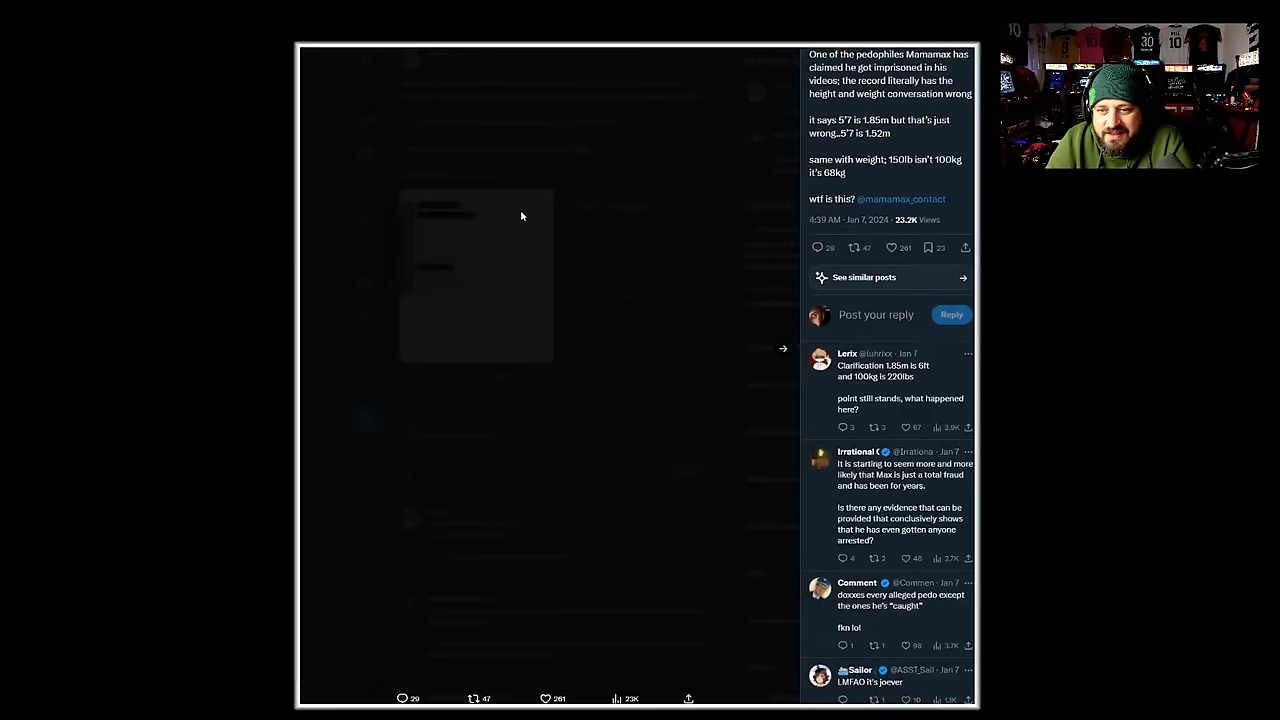 One of the pedophiles Mamamax has
claimed he got imprisoned in his
videos; the record literally has the
height and weight conversation wrong
it says 5'7 is 1.85m but that's just
wrong..5'7 is 1.52m
same with weight; 150lb isn't 100kg
it's 68kg
wtf is this? @mamamax_contact
4:39 AM · Jan 7, 2024 · 23.2K Views
29 47 261 23
See similar posts
Post your reply Reply
Lerix @luhrixx · Jan 7
Clarification 1.85m is 6ft
and 100kg is 220lbs
point still stands, what happened
here?
3 3 67 2.9K
Irrational @Irrationa · Jan 7
It is starting to seem more and more
likely that Max is just a total fraud
and has been for years.
Is there any evidence that can be
provided that conclusively shows
that he has even gotten anyone
arrested?
4 2 48 2.7K
Comment @Commen · Jan 7
doxxes every alleged pedo except
the ones he's "caught"
fkn lol
1 1 98 3.7K
Sailor @ASST_Sail · Jan 7
LMFAO it's joever
1 10 1.1K
29 47 261 23K
10 10 30 10 4